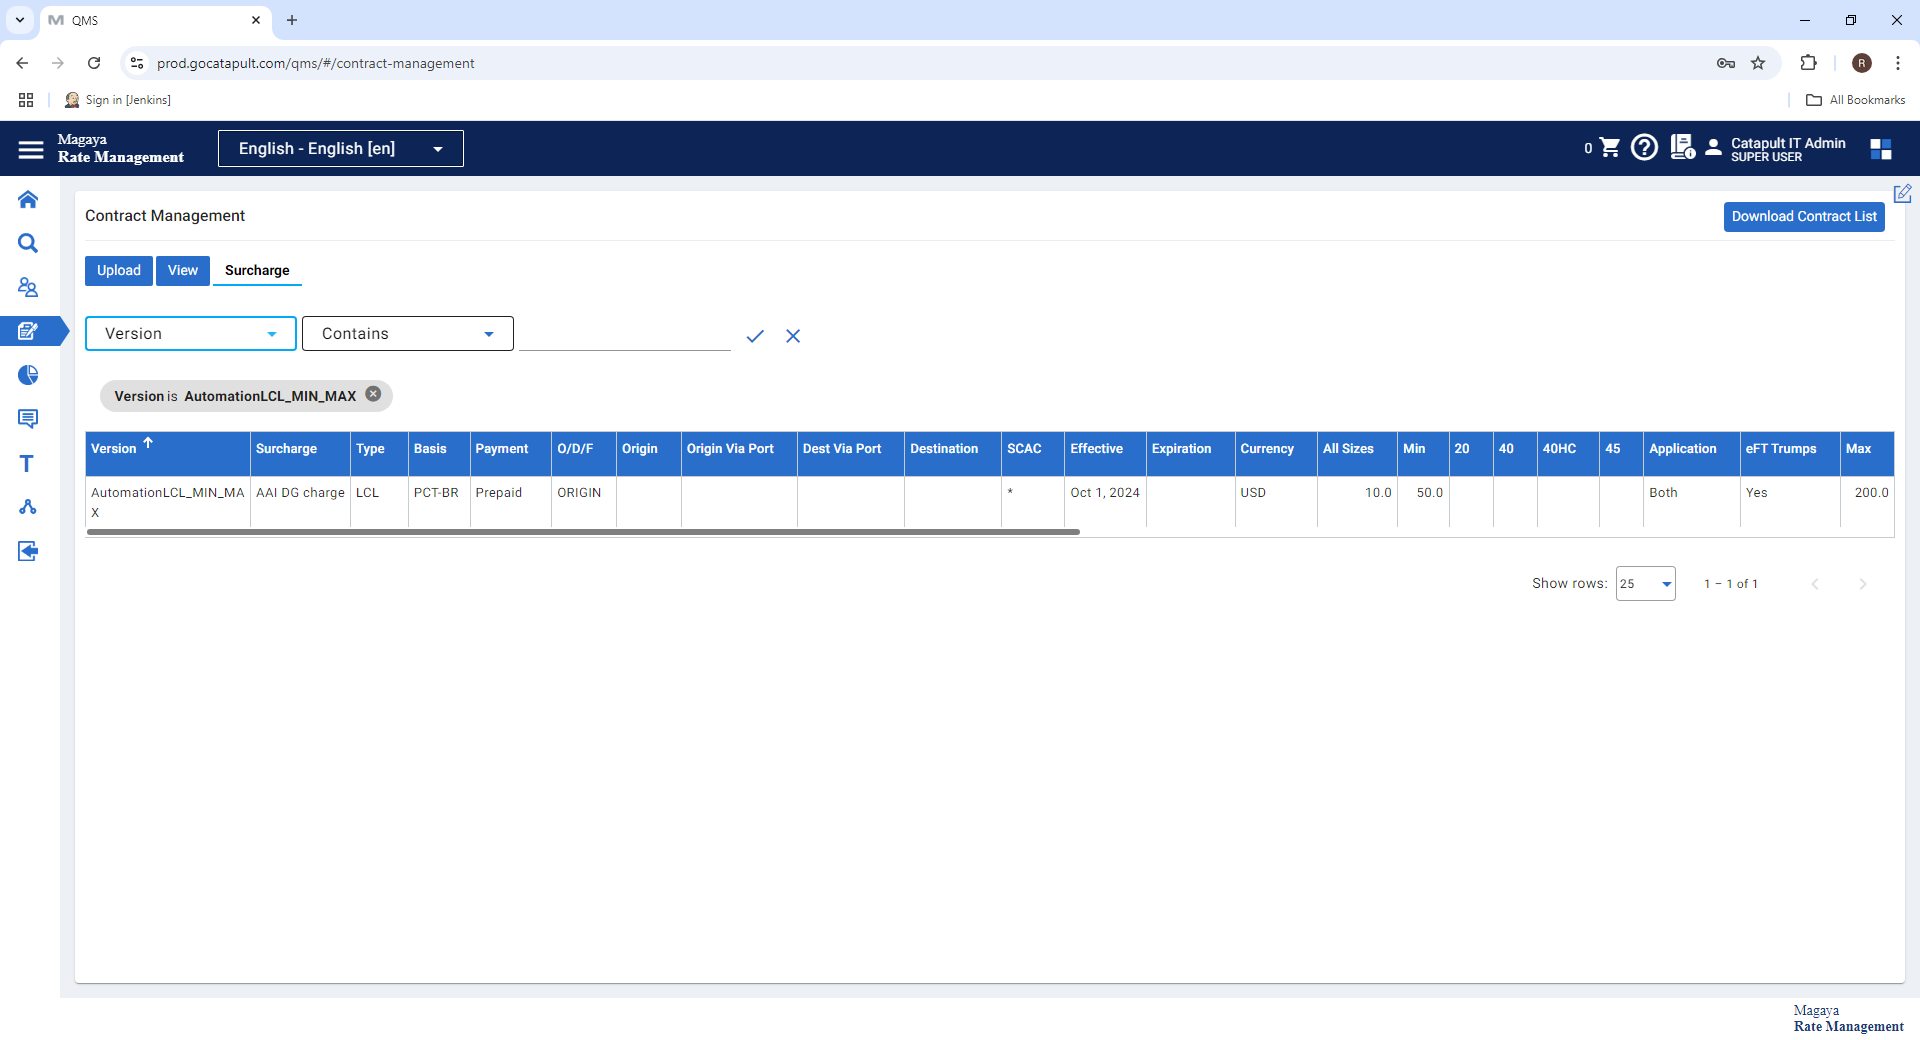 QMS
prod.gocatapult.com/qms/#/contract-management
R
Sign in [Jenkins]
All Bookmarks
Magaya
Rate Management
English - English [en]
0
Catapult IT Admin
SUPER USER
Contract Management
Download Contract List
Upload
View
Surcharge
Version
Contains
Version is AutomationLCL_MIN_MAX
Version Surcharge Type Basis Payment O/D/F Origin Origin Via Port Dest Via Port Destination SCAC Effective Expiration Currency All Sizes Min 20 40 40HC 45 Application eFT Trumps Max
AutomationLCL_MIN_MA AAI DG charge LCL PCT-BR Prepaid ORIGIN * Oct 1, 2024 USD 10.0 50.0 Both Yes 200.0
X
Show rows: 25 1 – 1 of 1
Magaya
Rate Management